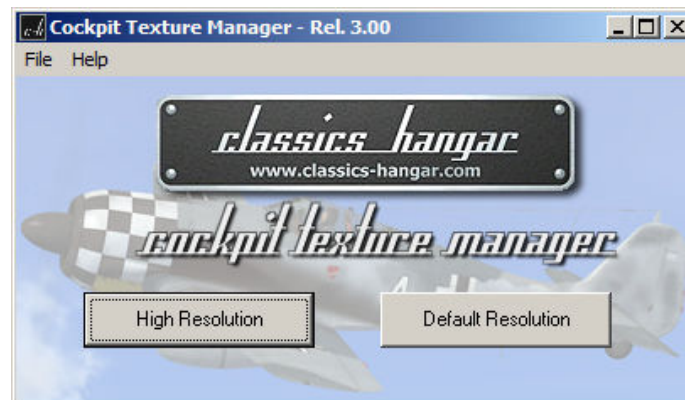 c-h Cockpit Texture Manager - Rel. 3.00
File Help
classics hangar
www.classics-hangar.com
cockpit texture manager
High Resolution Default Resolution